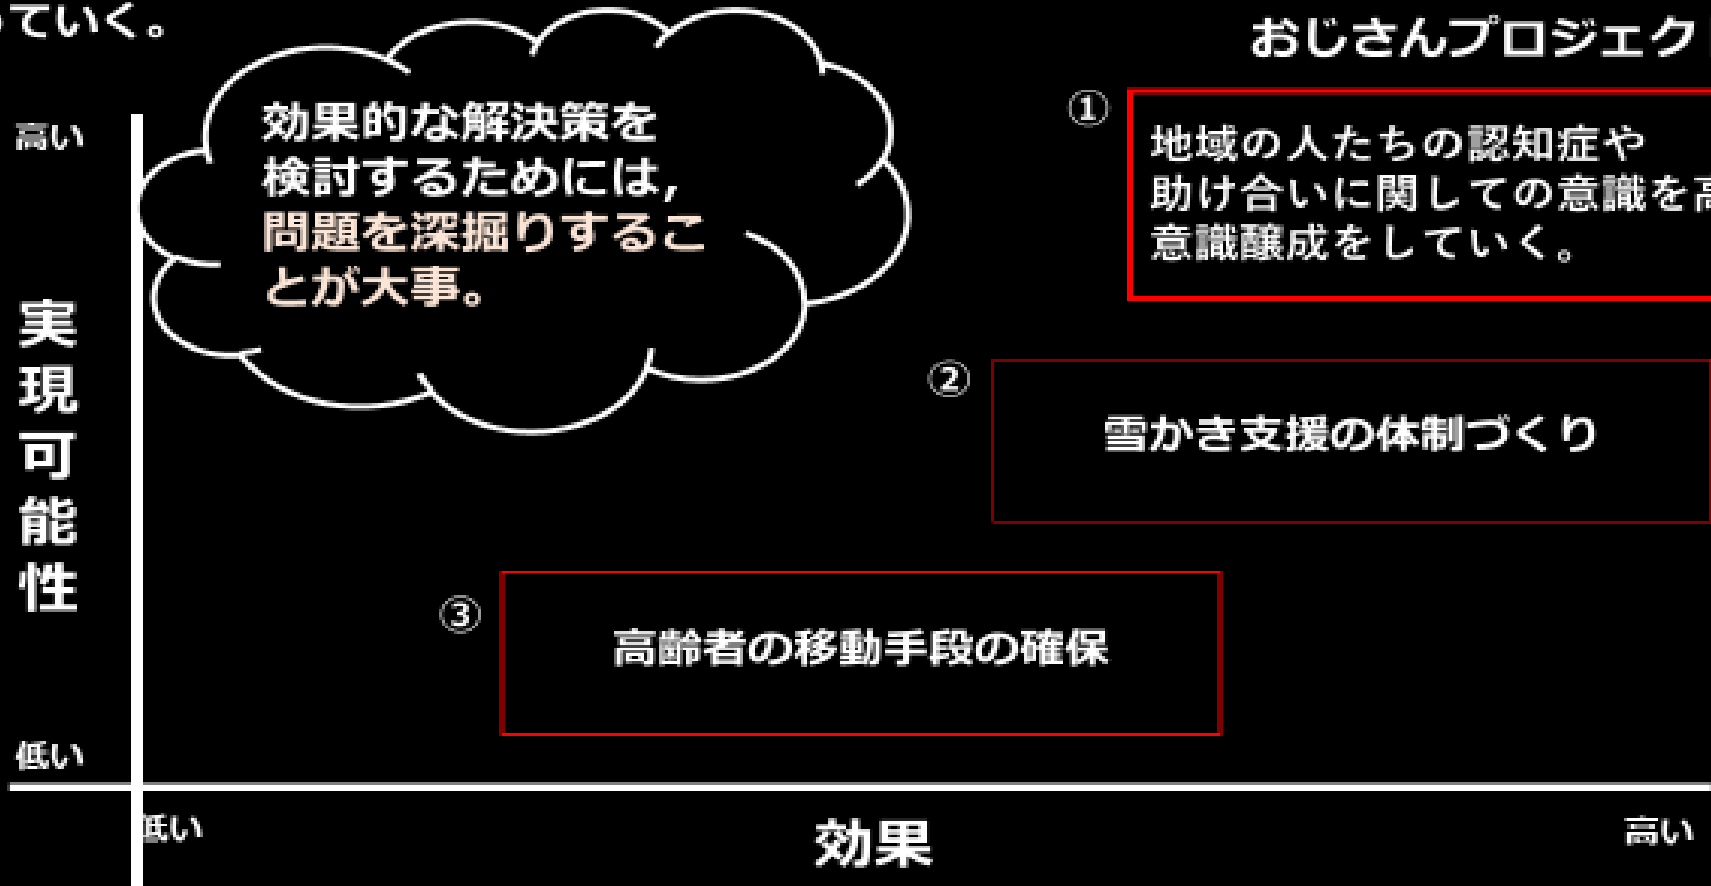 っていく。
おじさんプロジェク
高い
効果的な解決策を
検討するためには,
問題を深掘りするこ
とが大事。
①
地域の人たちの認知症や
助け合いに関しての意識を高
意識醸成をしていく。
実現可能性
②
雪かき支援の体制づくり
③
高齢者の移動手段の確保
低い
低い
効果
高い